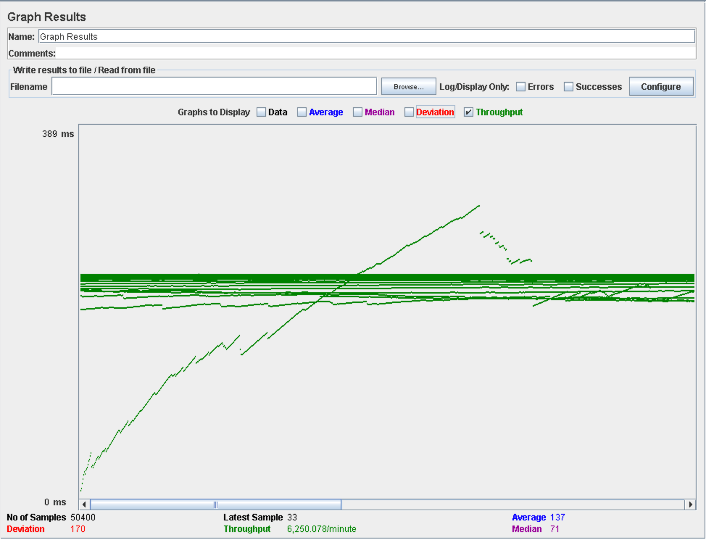 Graph Results
Name: Graph Results
Comments:
Write results to file / Read from file
Filename Browse... Log/Display Only: Errors Successes Configure
Graphs to Display Data Average Median Deviation Throughput
389 ms
0 ms
No of Samples 50400 Latest Sample 33 Average 137
Deviation 170 Throughput 6,250.078/minute Median 71